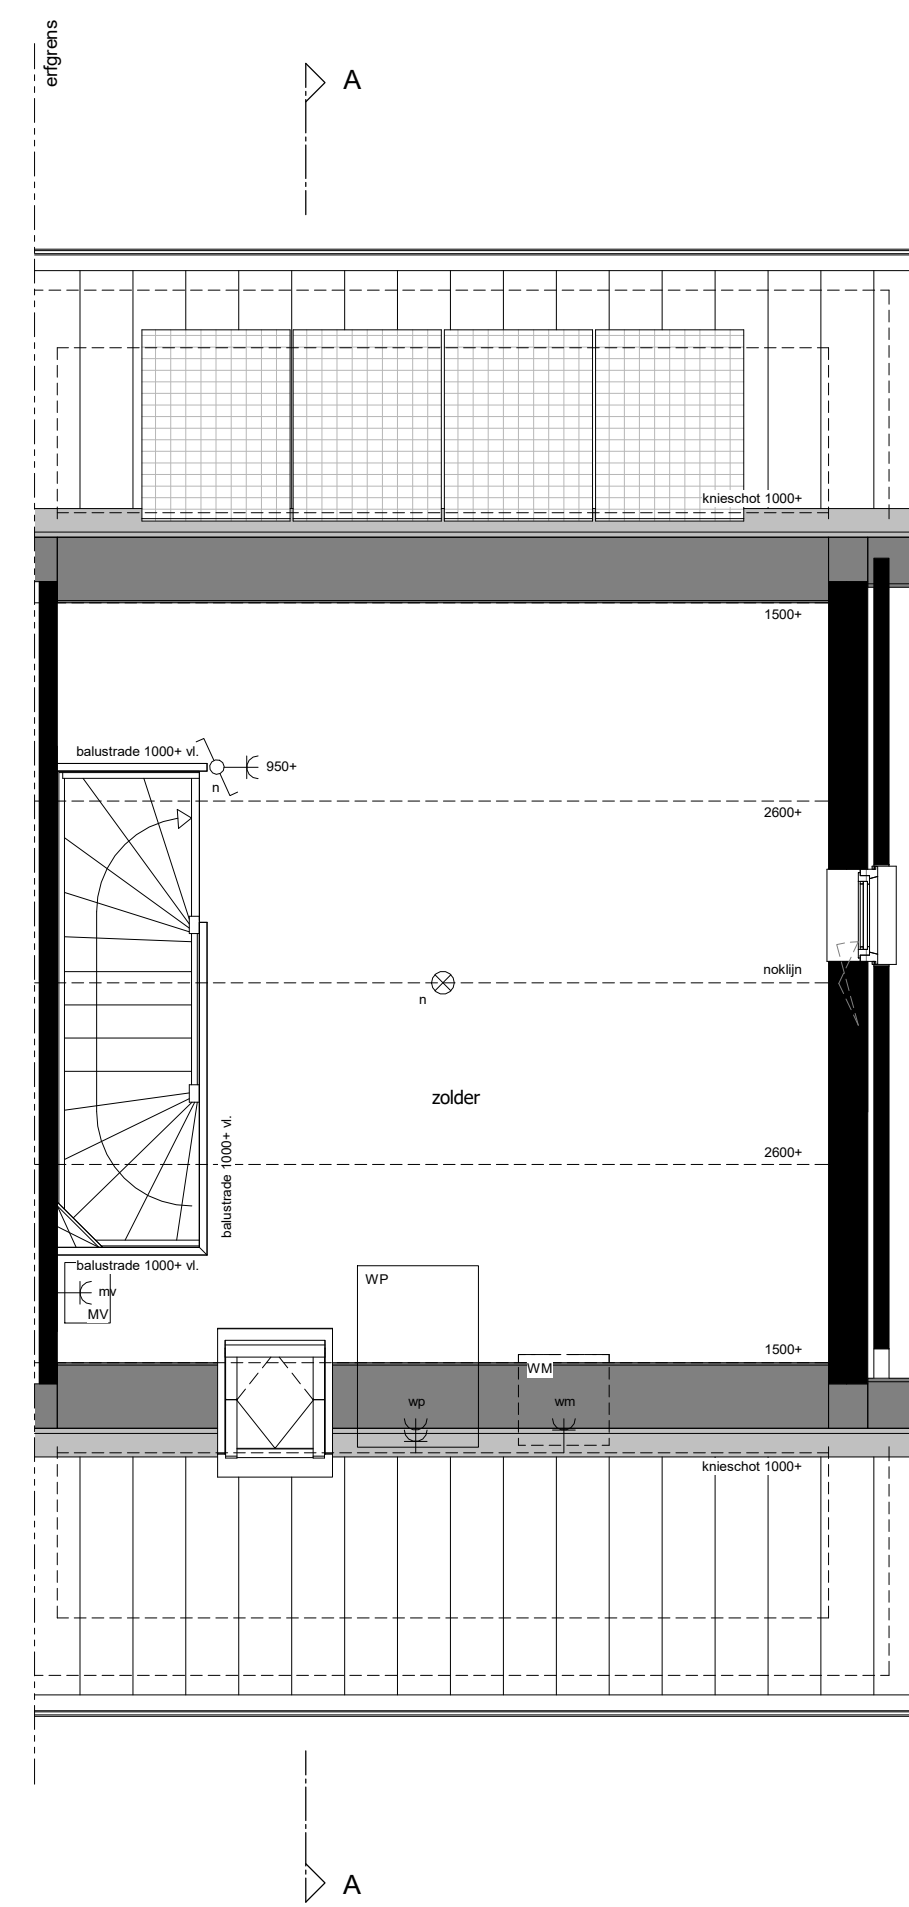 erfgrens
A
knieschot 1000+
1500+
balustrade 1000+ vl.
950+
n
2600+
noklijn
n
zolder
balustrade 1000+ vl.
2600+
balustrade 1000+ vl.
WP
mv
MV
1500+
WM
wp
wm
knieschot 1000+
A